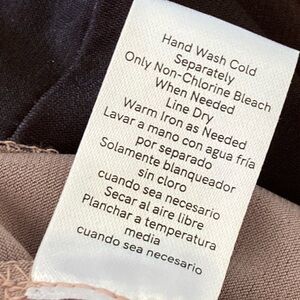 Hand Wash Cold
Separately
Only Non-Chlorine Bleach
When Needed
Line Dry
Warm Iron as Needed
Lavar a mano con agua fría
por separado
Solamente blanqueador
sin cloro
cuando sea necesario
Secar al aire libre
Planchar a temperatura
media
cuando sea necesario